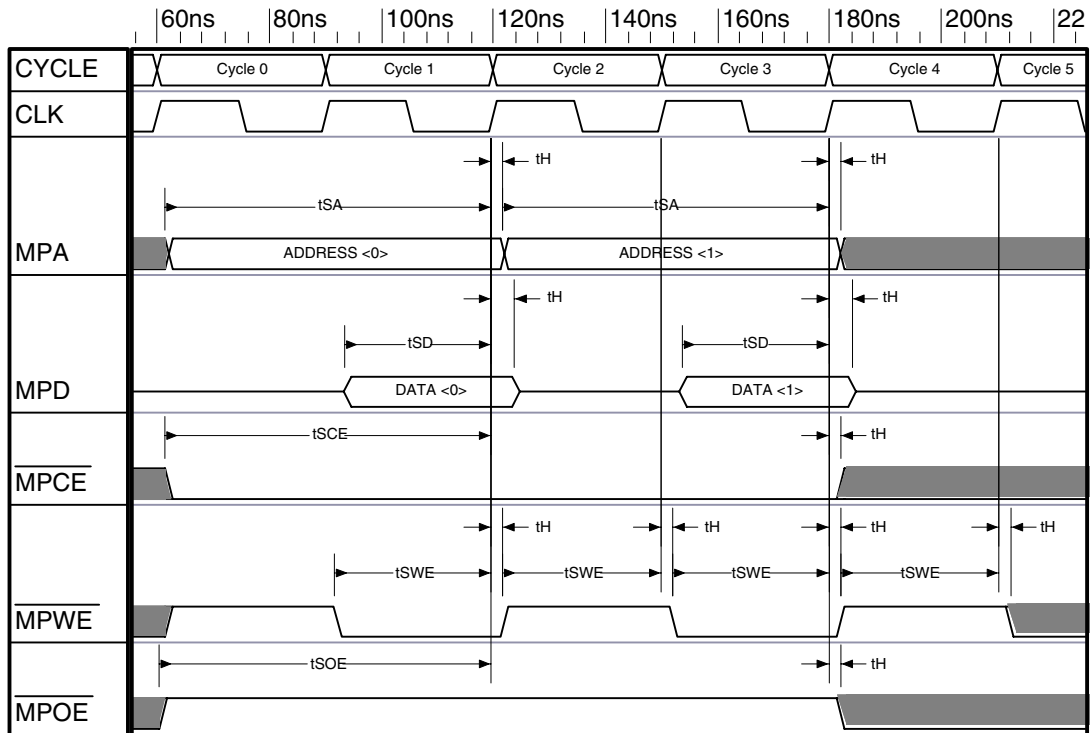 60ns 80ns 100ns 120ns 140ns 160ns 180ns 200ns 22
CYCLE Cycle 0 Cycle 1 Cycle 2 Cycle 3 Cycle 4 Cycle 5
CLK
tH tH
tSA tSA
MPA ADDRESS <0> ADDRESS <1>
tH tH
tSD tSD
MPD DATA <0> DATA <1>
tSCE tH
MPCE
tH tH tH tH
tSWE tSWE tSWE tSWE
MPWE
tSOE tH
MPOE